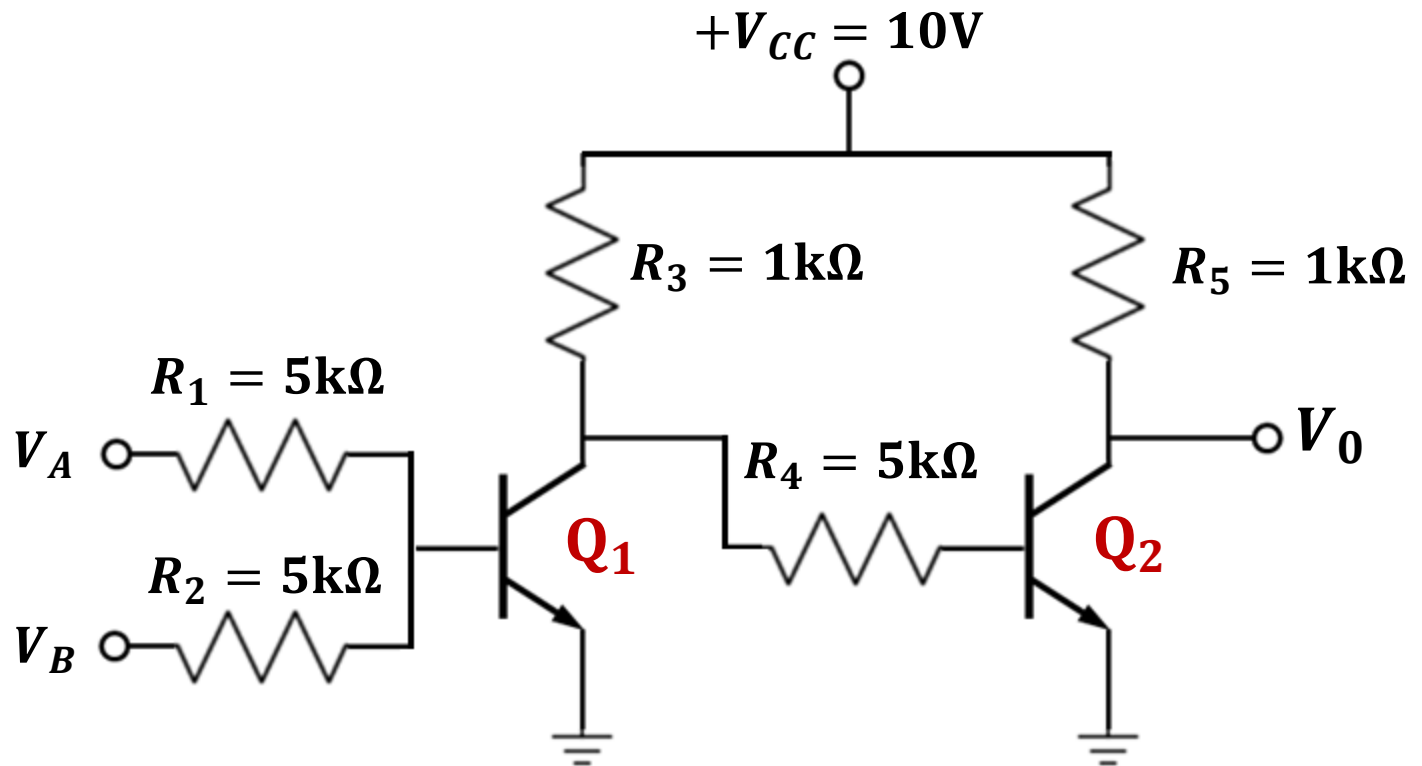 +V_CC = 10V
R_3 = 1kΩ
R_5 = 1kΩ
R_1 = 5kΩ
V_A
R_4 = 5kΩ
V_0
Q_1
Q_2
R_2 = 5kΩ
V_B